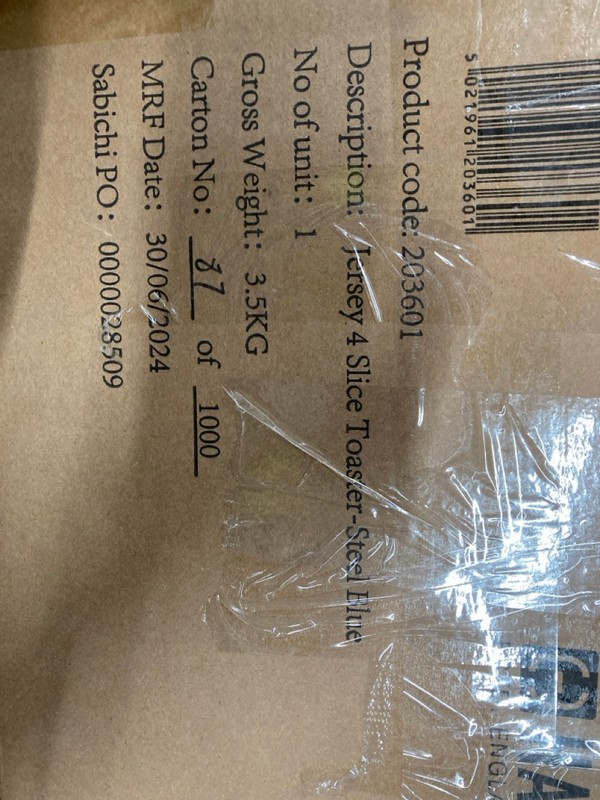 5 021961 203601
Product code: 203601
Description: Jersey 4 Slice Toaster-Steel Blue
No of unit: 1
Gross Weight: 3.5KG
Carton No: 87 of 1000
MRF Date: 30/06/2024
Sabichi PO: 0000028509